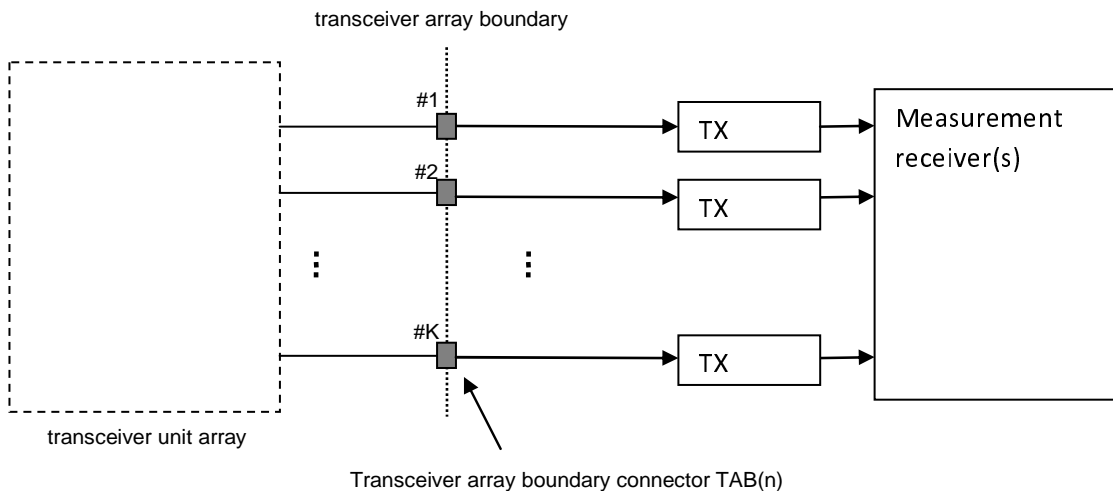 transceiver array boundary
#1
TX
Measurement
receiver(s)
#2
TX
#K
TX
transceiver unit array
Transceiver array boundary connector TAB(n)